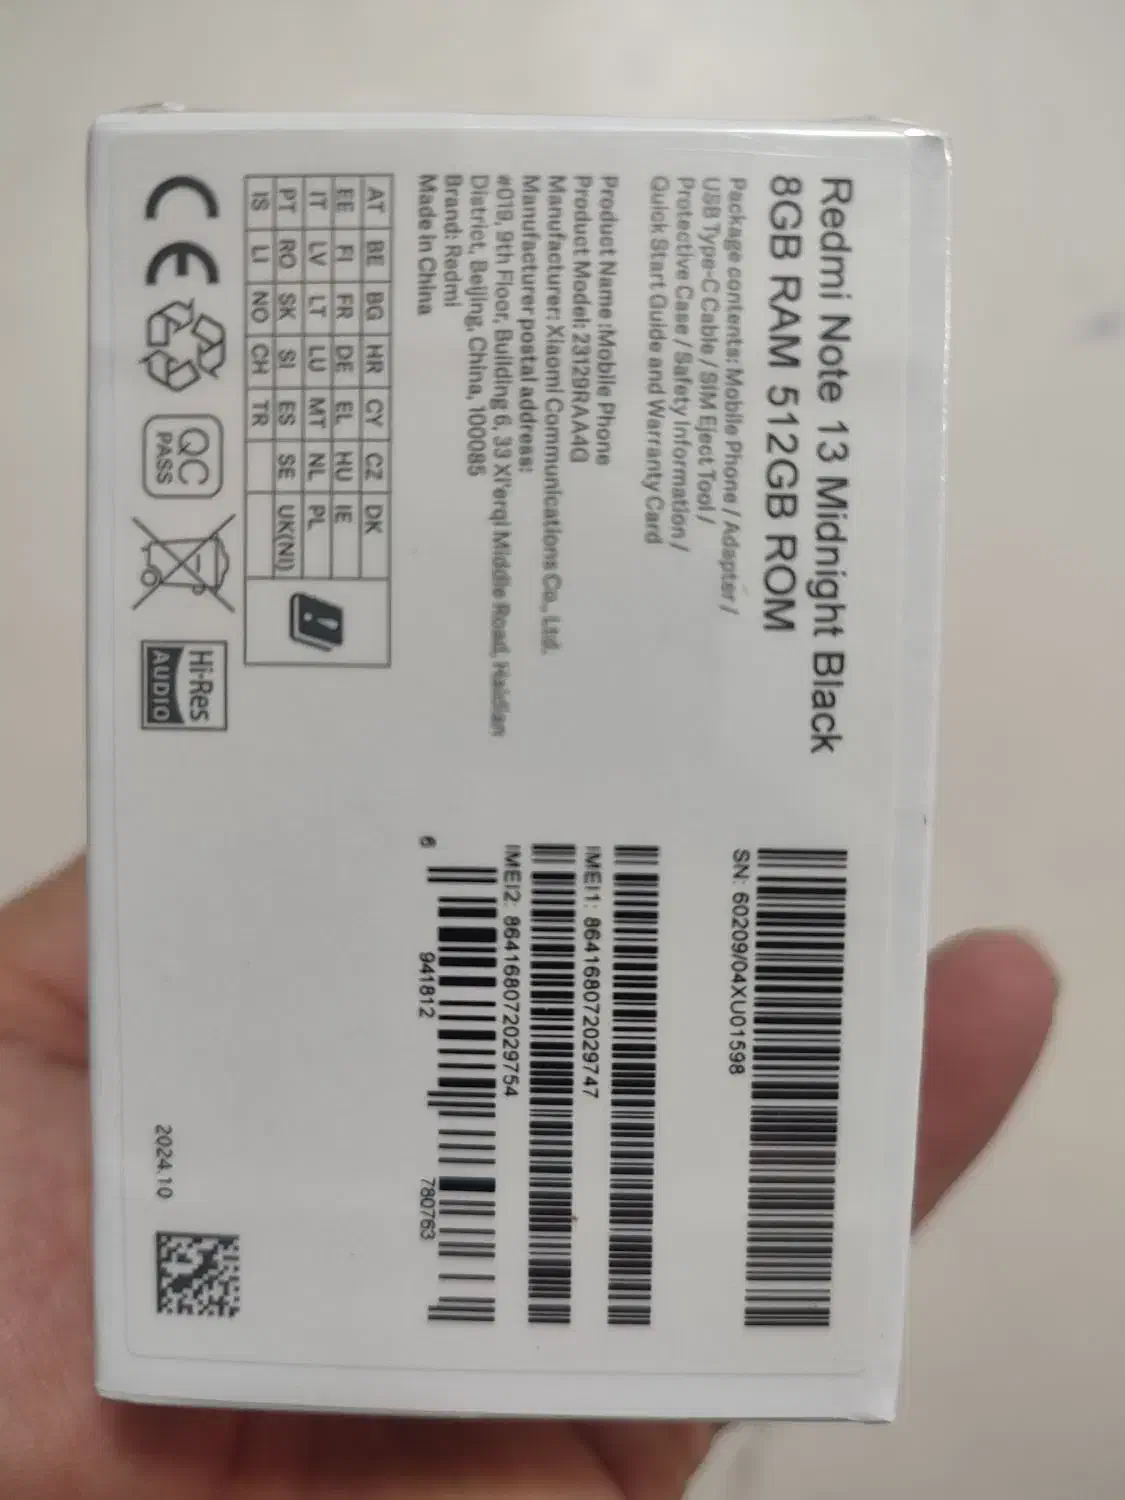 Redmi Note 13 Midnight Black
8GB RAM 512GB ROM
Package contents: Mobile Phone / Adapter /
USB Type-C Cable / SIM Eject Tool /
Protective Case / Safety Information /
Quick Start Guide and Warranty Card
Product Name :Mobile Phone
Product Model: 23129RAA4G
Manufacturer: Xiaomi Communications Co., Ltd.
Manufacturer postal address:
#019, 9th Floor, Building 6, 33 Xi'erqi Middle Road, Haidian
District, Beijing, China, 100085
Brand: Redmi
Made in China
AT BE BG HR CY CZ DK
EE FI FR DE EL HU IE
IT LV LT LU MT NL PL
PT RO SK SI ES SE UK(NI)
IS LI NO CH TR
CE
QC
PASS
Hi-Res
AUDIO
SN: 60209/04XU01598
IMEI1: 864168072029747
IMEI2: 864168072029754
6 941812 780763
2024.10